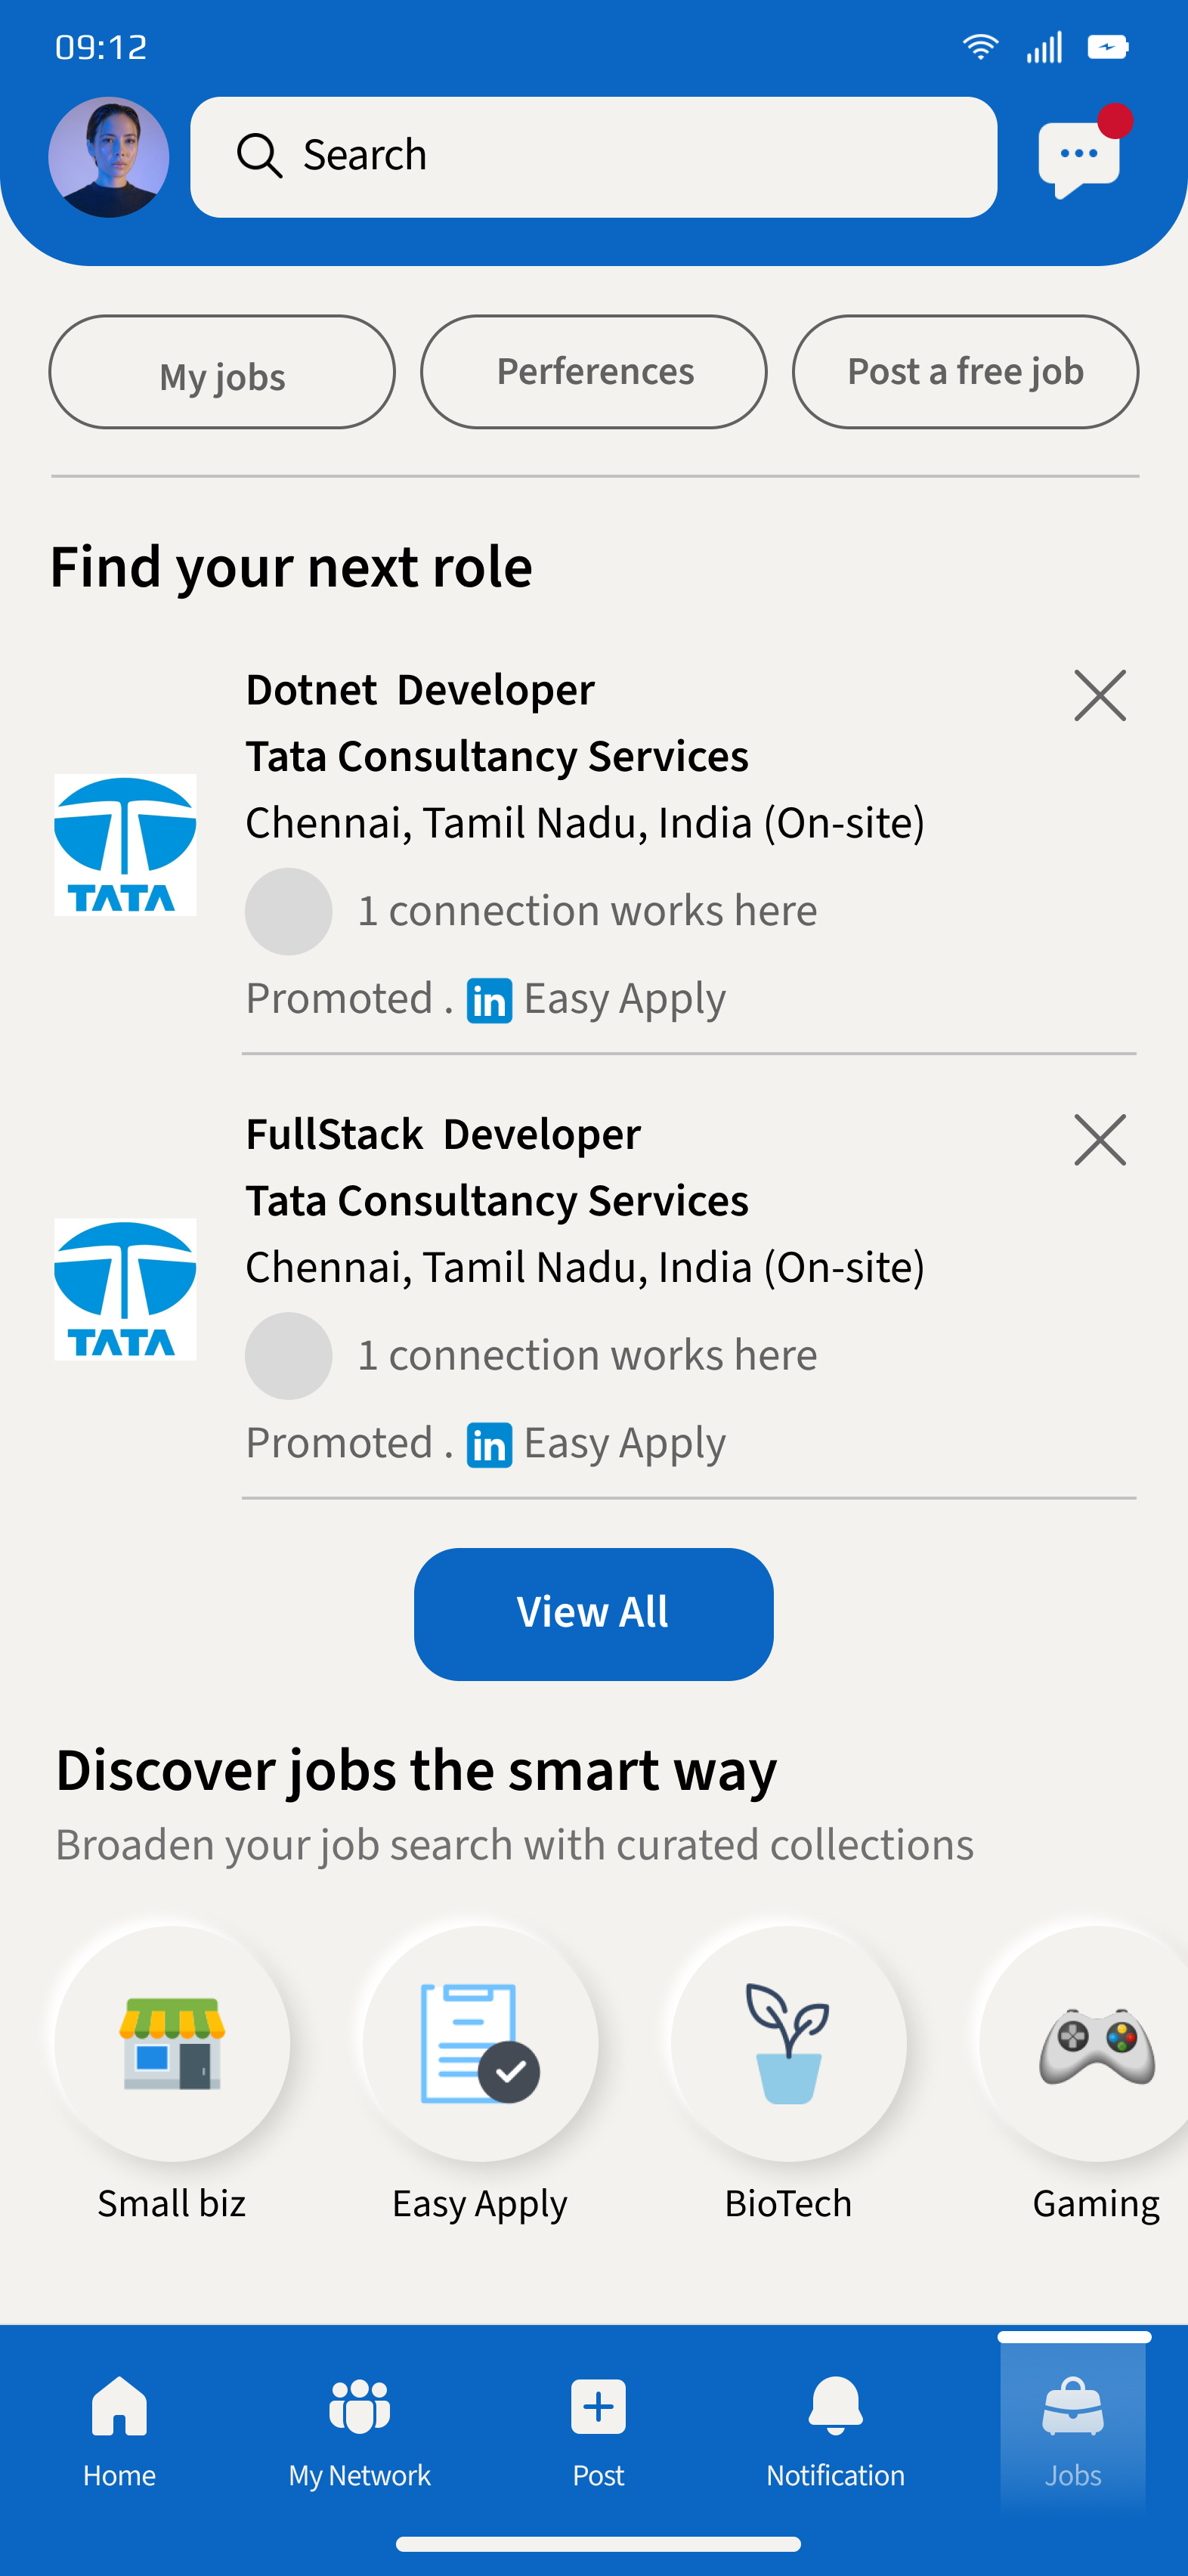 09:12
Search
My jobs
Perferences
Post a free job
Find your next role
Dotnet  Developer
Tata Consultancy Services
Chennai, Tamil Nadu, India (On-site)
TATA
1 connection works here
Promoted . in Easy Apply
FullStack  Developer
Tata Consultancy Services
Chennai, Tamil Nadu, India (On-site)
TATA
1 connection works here
Promoted . in Easy Apply
View All
Discover jobs the smart way
Broaden your job search with curated collections
Small biz
Easy Apply
BioTech
Gaming
Home
My Network
Post
Notification
Jobs